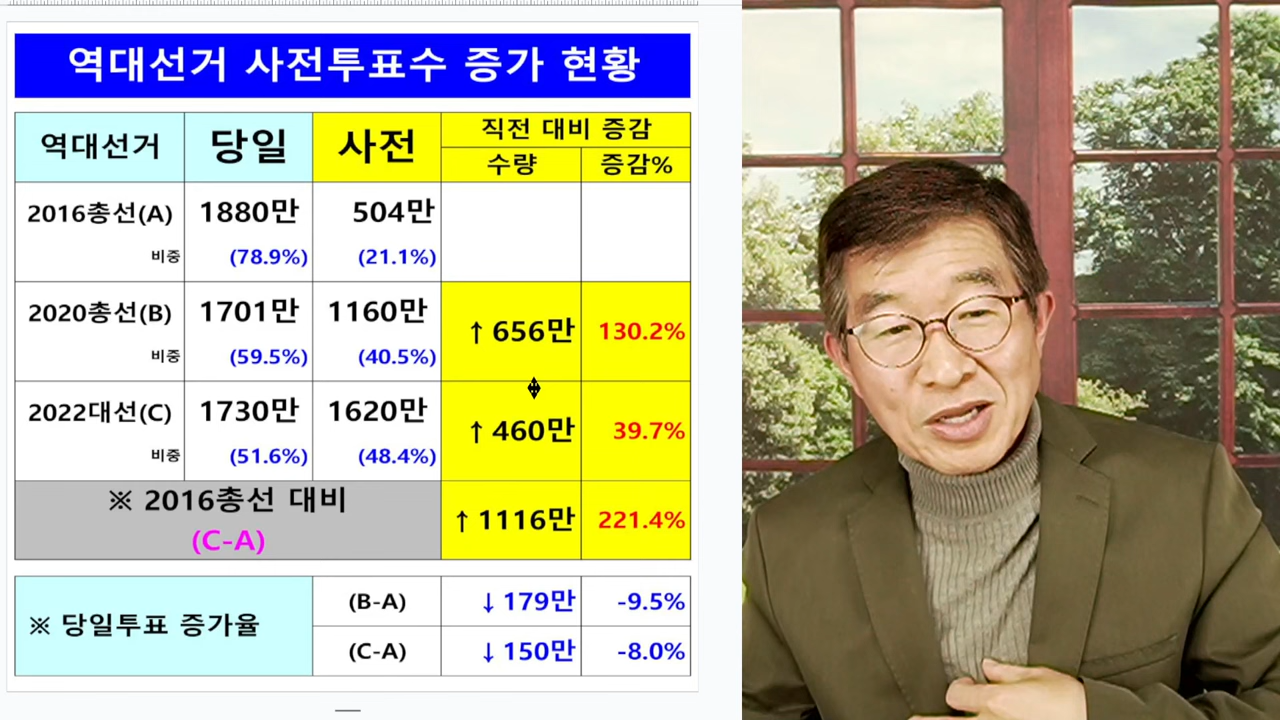 역대선거 사전투표수 증가 현황
역대선거 당일 사전 직전 대비 증감
수량 증감%
2016총선(A) 1880만 504만
비중 (78.9%) (21.1%)
2020총선(B) 1701만 1160만 ↑ 656만 130.2%
비중 (59.5%) (40.5%)
2022대선(C) 1730만 1620만 ↑ 460만 39.7%
비중 (51.6%) (48.4%)
※ 2016총선 대비
(C-A) ↑ 1116만 221.4%
※ 당일투표 증가율 (B-A) ↓ 179만 -9.5%
(C-A) ↓ 150만 -8.0%